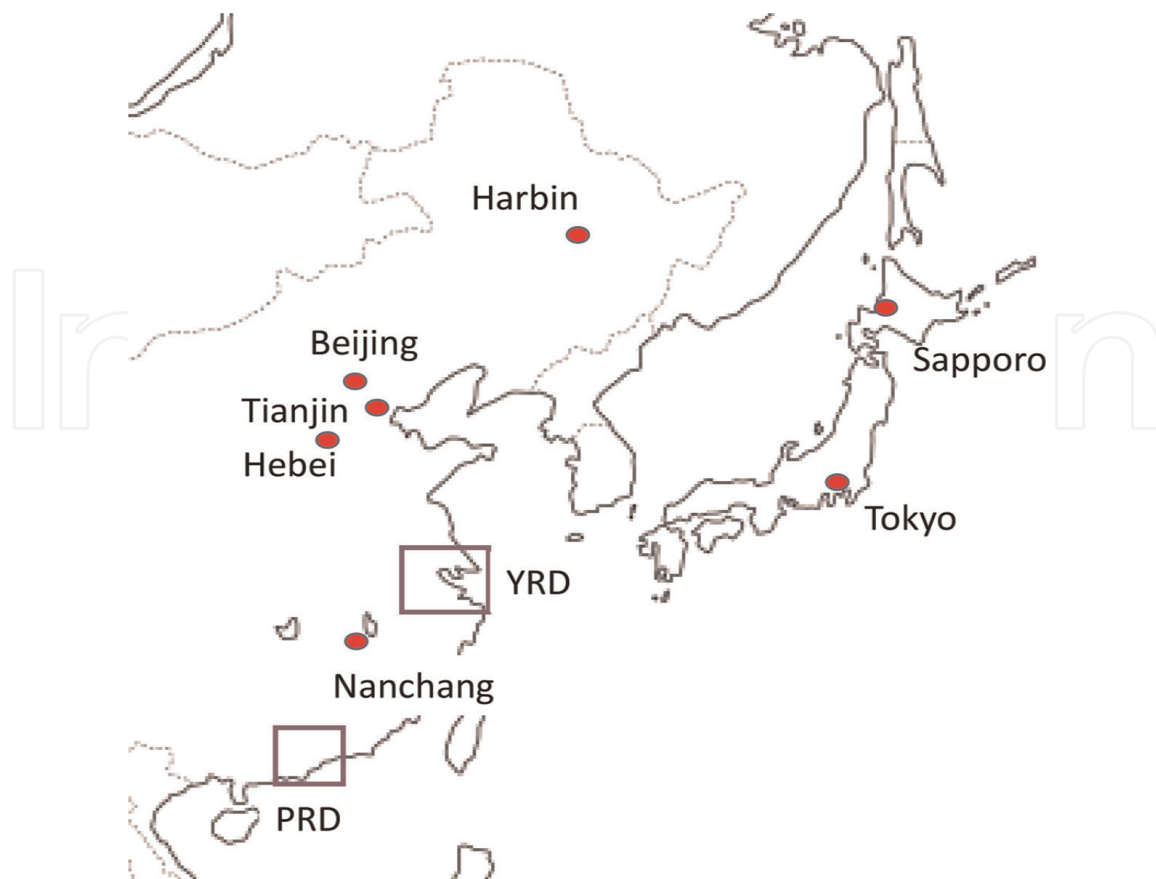 Harbin
Beijing
Sapporo
Tianjin
Hebei
Tokyo
YRD
Nanchang
PRD